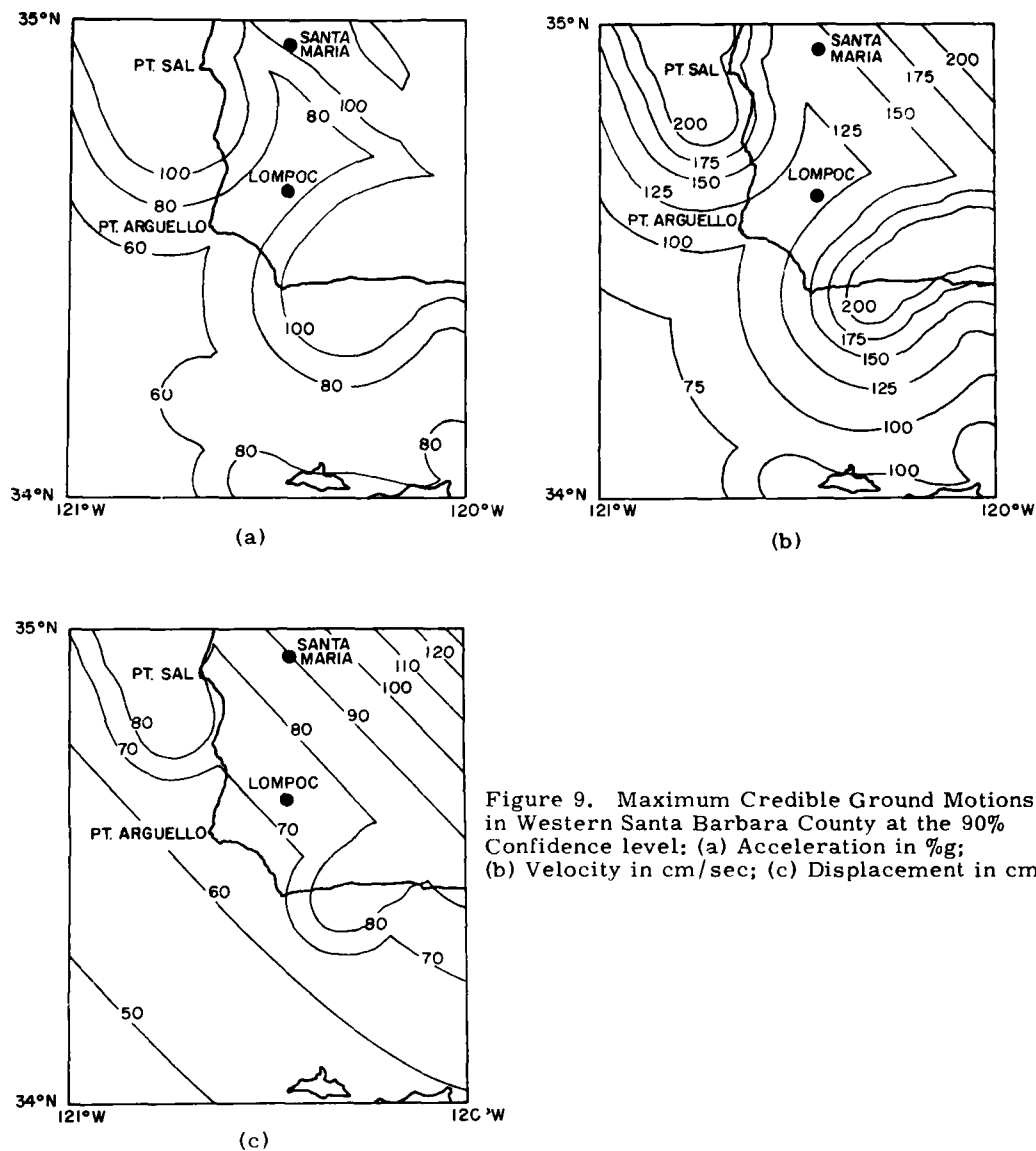 35°N
SANTA
MARIA
PT. SAL
100
80
100
LOMPOC
80
PT. ARGUELLO
60
100
80
60
80
80
34°N
121°W
120°W
(a)
35°N
SANTA
MARIA
200
175
PT. SAL
150
200
125
175
150
LOMPOC
125
PT. ARGUELLO
100
200
175
150
125
75
100
100
34°N
121°W
120°W
(b)
35°N
SANTA
MARIA
120
110
100
PT. SAL
90
80
80
70
LOMPOC
70
PT. ARGUELLO
60
80
70
50
34°N
121°W
(c)
Figure 9. Maximum Credible Ground Motions
in Western Santa Barbara County at the 90%
Confidence level: (a) Acceleration in %g;
(b) Velocity in cm/sec; (c) Displacement in cm